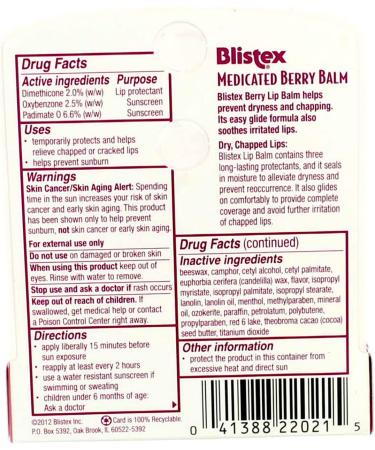 Drug Facts
Active ingredients Purpose
Dimethicone 2.0% (w/w) Lip protectant
Oxybenzone 2.5% (w/w) Sunscreen
Padimate O 6.6% (w/w) Sunscreen
Uses
• temporarily protects and helps
relieve chapped or cracked lips
• helps prevent sunburn
Warnings
Skin Cancer/Skin Aging Alert: Spending
time in the sun increases your risk of skin
cancer and early skin aging. This product
has been shown only to help prevent
sunburn, not skin cancer or early skin aging.
For external use only
Do not use on damaged or broken skin
When using this product keep out of
eyes. Rinse with water to remove.
Stop use and ask a doctor if rash occurs
Keep out of reach of children. If
swallowed, get medical help or contact
a Poison Control Center right away.
Directions
• apply liberally 15 minutes before
sun exposure
• reapply at least every 2 hours
• use a water resistant sunscreen if
swimming or sweating
• children under 6 months of age:
Ask a doctor
©2012 Blistex Inc.
P.O. Box 5392, Oak Brook, IL 60522-5392
Card is 100% Recyclable.
Blistex
MEDICATED BERRY BALM
Blistex Berry Lip Balm helps
prevent dryness and chapping.
Its easy glide formula also
soothes irritated lips.
Dry, Chapped Lips:
Blistex Lip Balm contains three
long-lasting protectants, and it seals
in moisture to alleviate dryness and
prevent reoccurrence. It also glides
on comfortably to provide complete
coverage and avoid further irritation
of chapped lips.
Drug Facts (continued)
Inactive ingredients
beeswax, camphor, cetyl alcohol, cetyl palmitate,
euphorbia cerifera (candelilla) wax, flavor, isopropyl
myristate, isopropyl palmitate, isopropyl stearate,
lanolin, lanolin oil, menthol, methylparaben, mineral
oil, ozokerite, paraffin, petrolatum, polybutene,
propylparaben, red 6 lake, theobroma cacao (cocoa)
seed butter, titanium dioxide
Other information
• protect the product in this container from
excessive heat and direct sun
0 41388 22021 5